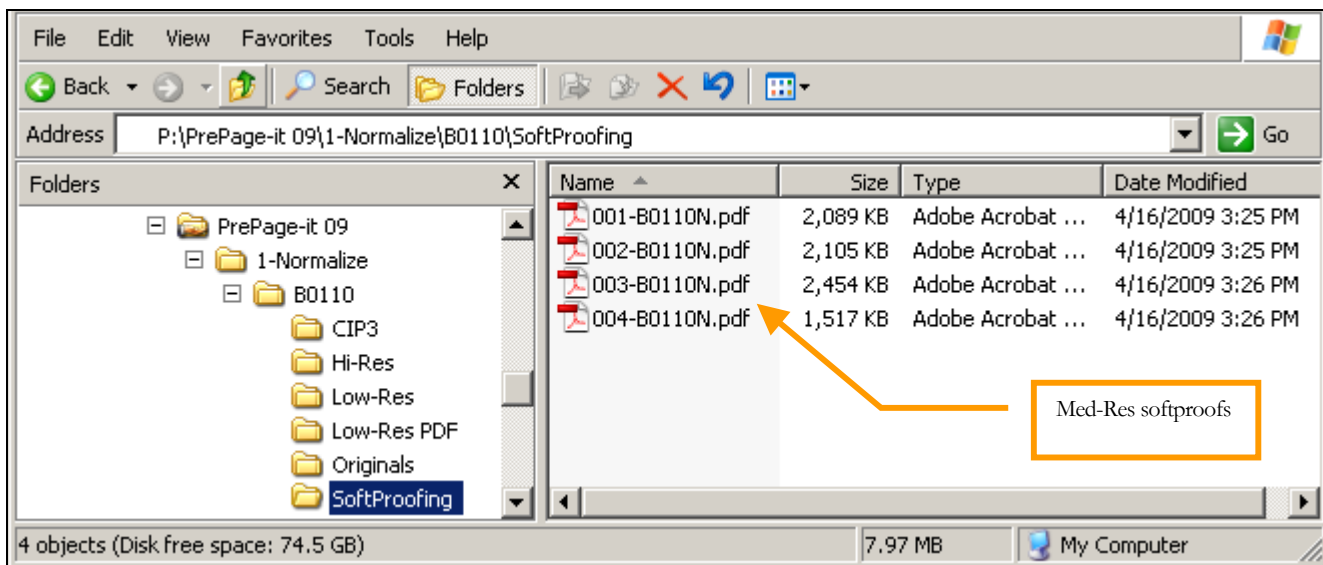 File Edit View Favorites Tools Help
Back Search Folders
Address P:\PrePage-it 09\1-Normalize\B0110\SoftProofing Go
Folders
Name Size Type Date Modified
PrePage-it 09
1-Normalize
B0110
CIP3
Hi-Res
Low-Res
Low-Res PDF
Originals
SoftProofing
001-B0110N.pdf 2,089 KB Adobe Acrobat ... 4/16/2009 3:25 PM
002-B0110N.pdf 2,105 KB Adobe Acrobat ... 4/16/2009 3:25 PM
003-B0110N.pdf 2,454 KB Adobe Acrobat ... 4/16/2009 3:26 PM
004-B0110N.pdf 1,517 KB Adobe Acrobat ... 4/16/2009 3:26 PM
Med-Res softproofs
4 objects (Disk free space: 74.5 GB) 7.97 MB My Computer